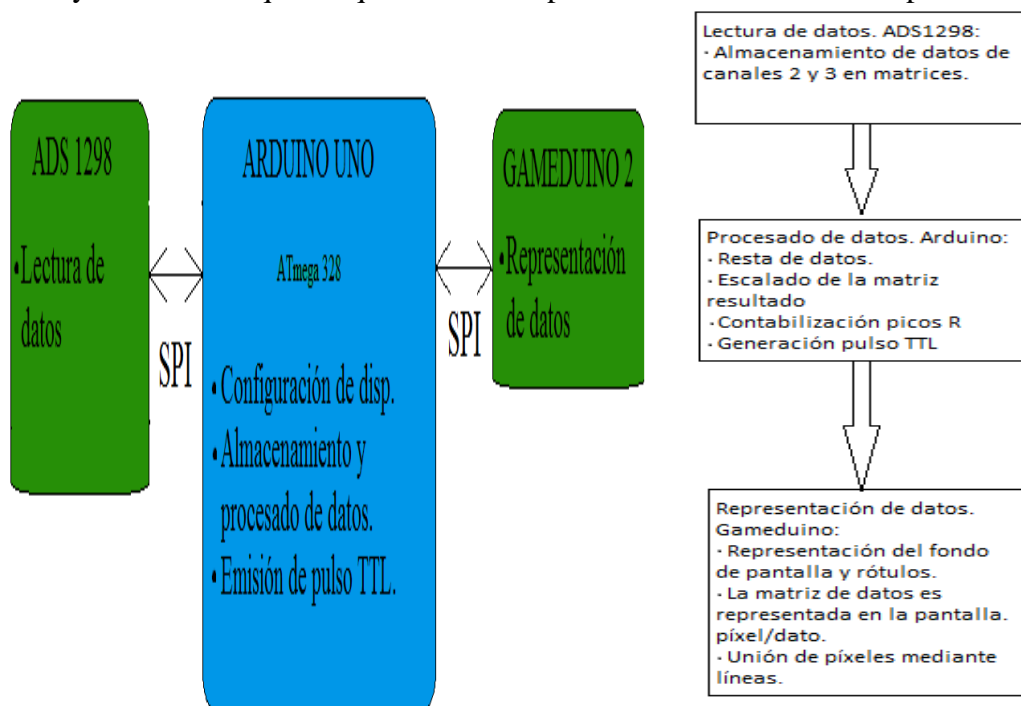 ADS 1298
•Lectura de
datos
SPI
ARDUINO UNO
ATmega 328
•Configuración de disp.
•Almacenamiento y
procesado de datos.
•Emisión de pulso TTL.
SPI
GAMEDUINO 2
•Representación
de datos
Lectura de datos. ADS1298:
· Almacenamiento de datos de
canales 2 y 3 en matrices.
Procesado de datos. Arduino:
· Resta de datos.
· Escalado de la matriz
resultado
· Contabilización picos R
· Generación pulso TTL
Representación de datos.
Gameduino:
· Representación del fondo
de pantalla y rótulos.
· La matriz de datos es
representada en la pantalla.
píxel/dato.
· Unión de píxeles mediante
líneas.